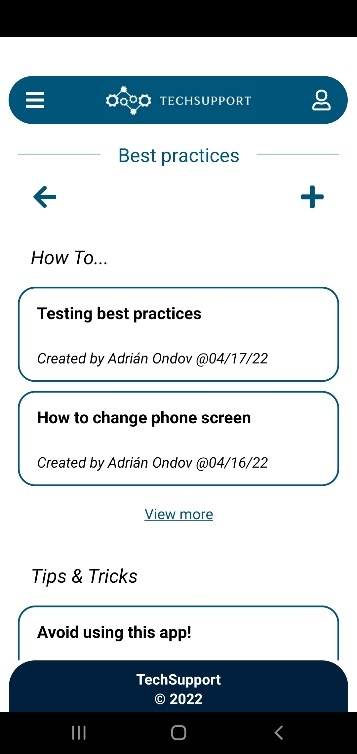 TECHSUPPORT
Best practices
How To...
Testing best practices
Created by Adrián Ondov @04/17/22
How to change phone screen
Created by Adrián Ondov @04/16/22
View more
Tips & Tricks
Avoid using this app!
TechSupport
© 2022